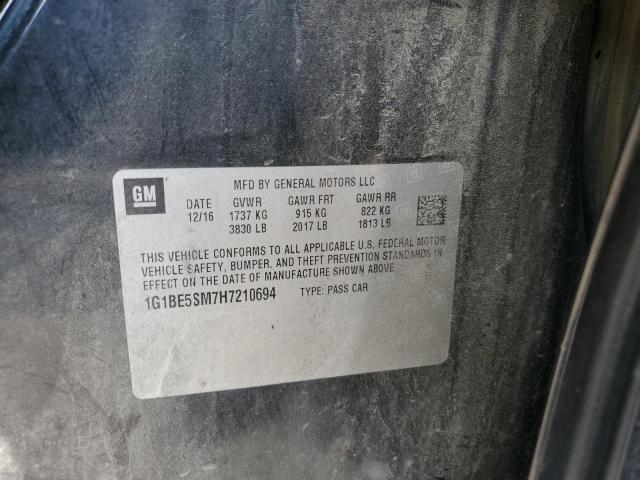 GM
MFD BY GENERAL MOTORS LLC
DATE GVWR GAWR FRT GAWR RR
12/16 1737 KG 915 KG 822 KG
3830 LB 2017 LB 1813 LB
THIS VEHICLE CONFORMS TO ALL APPLICABLE U.S. FEDERAL MOTOR
VEHICLE SAFETY, BUMPER, AND THEFT PREVENTION STANDARDS IN
EFFECT ON THE DATE OF MANUFACTURE SHOWN ABOVE.
1G1BE5SM7H7210694 TYPE: PASS CAR